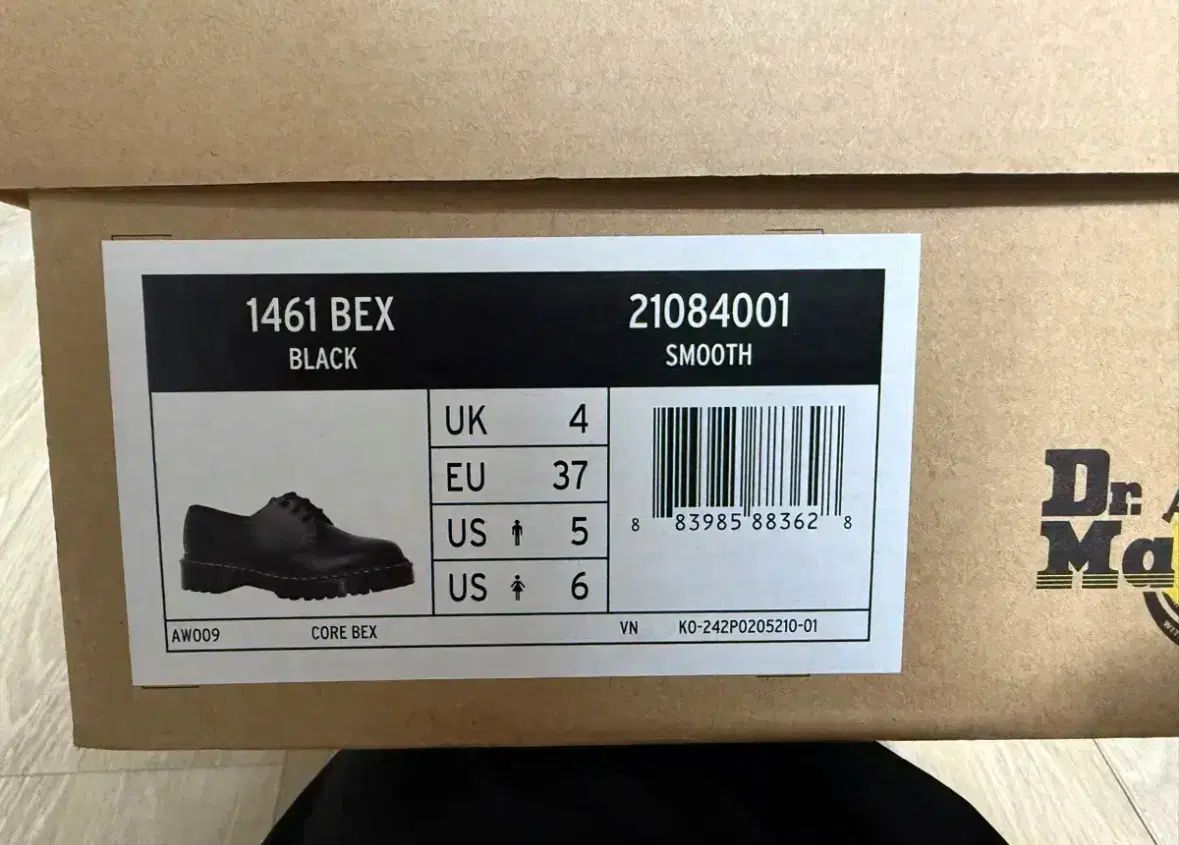 1461 BEX
BLACK
21084001
SMOOTH
UK 4
EU 37
US 5
US 6
8 83985 88362 8
AW009
CORE BEX
VN
KO-242P0205210-01
Dr.
Ma